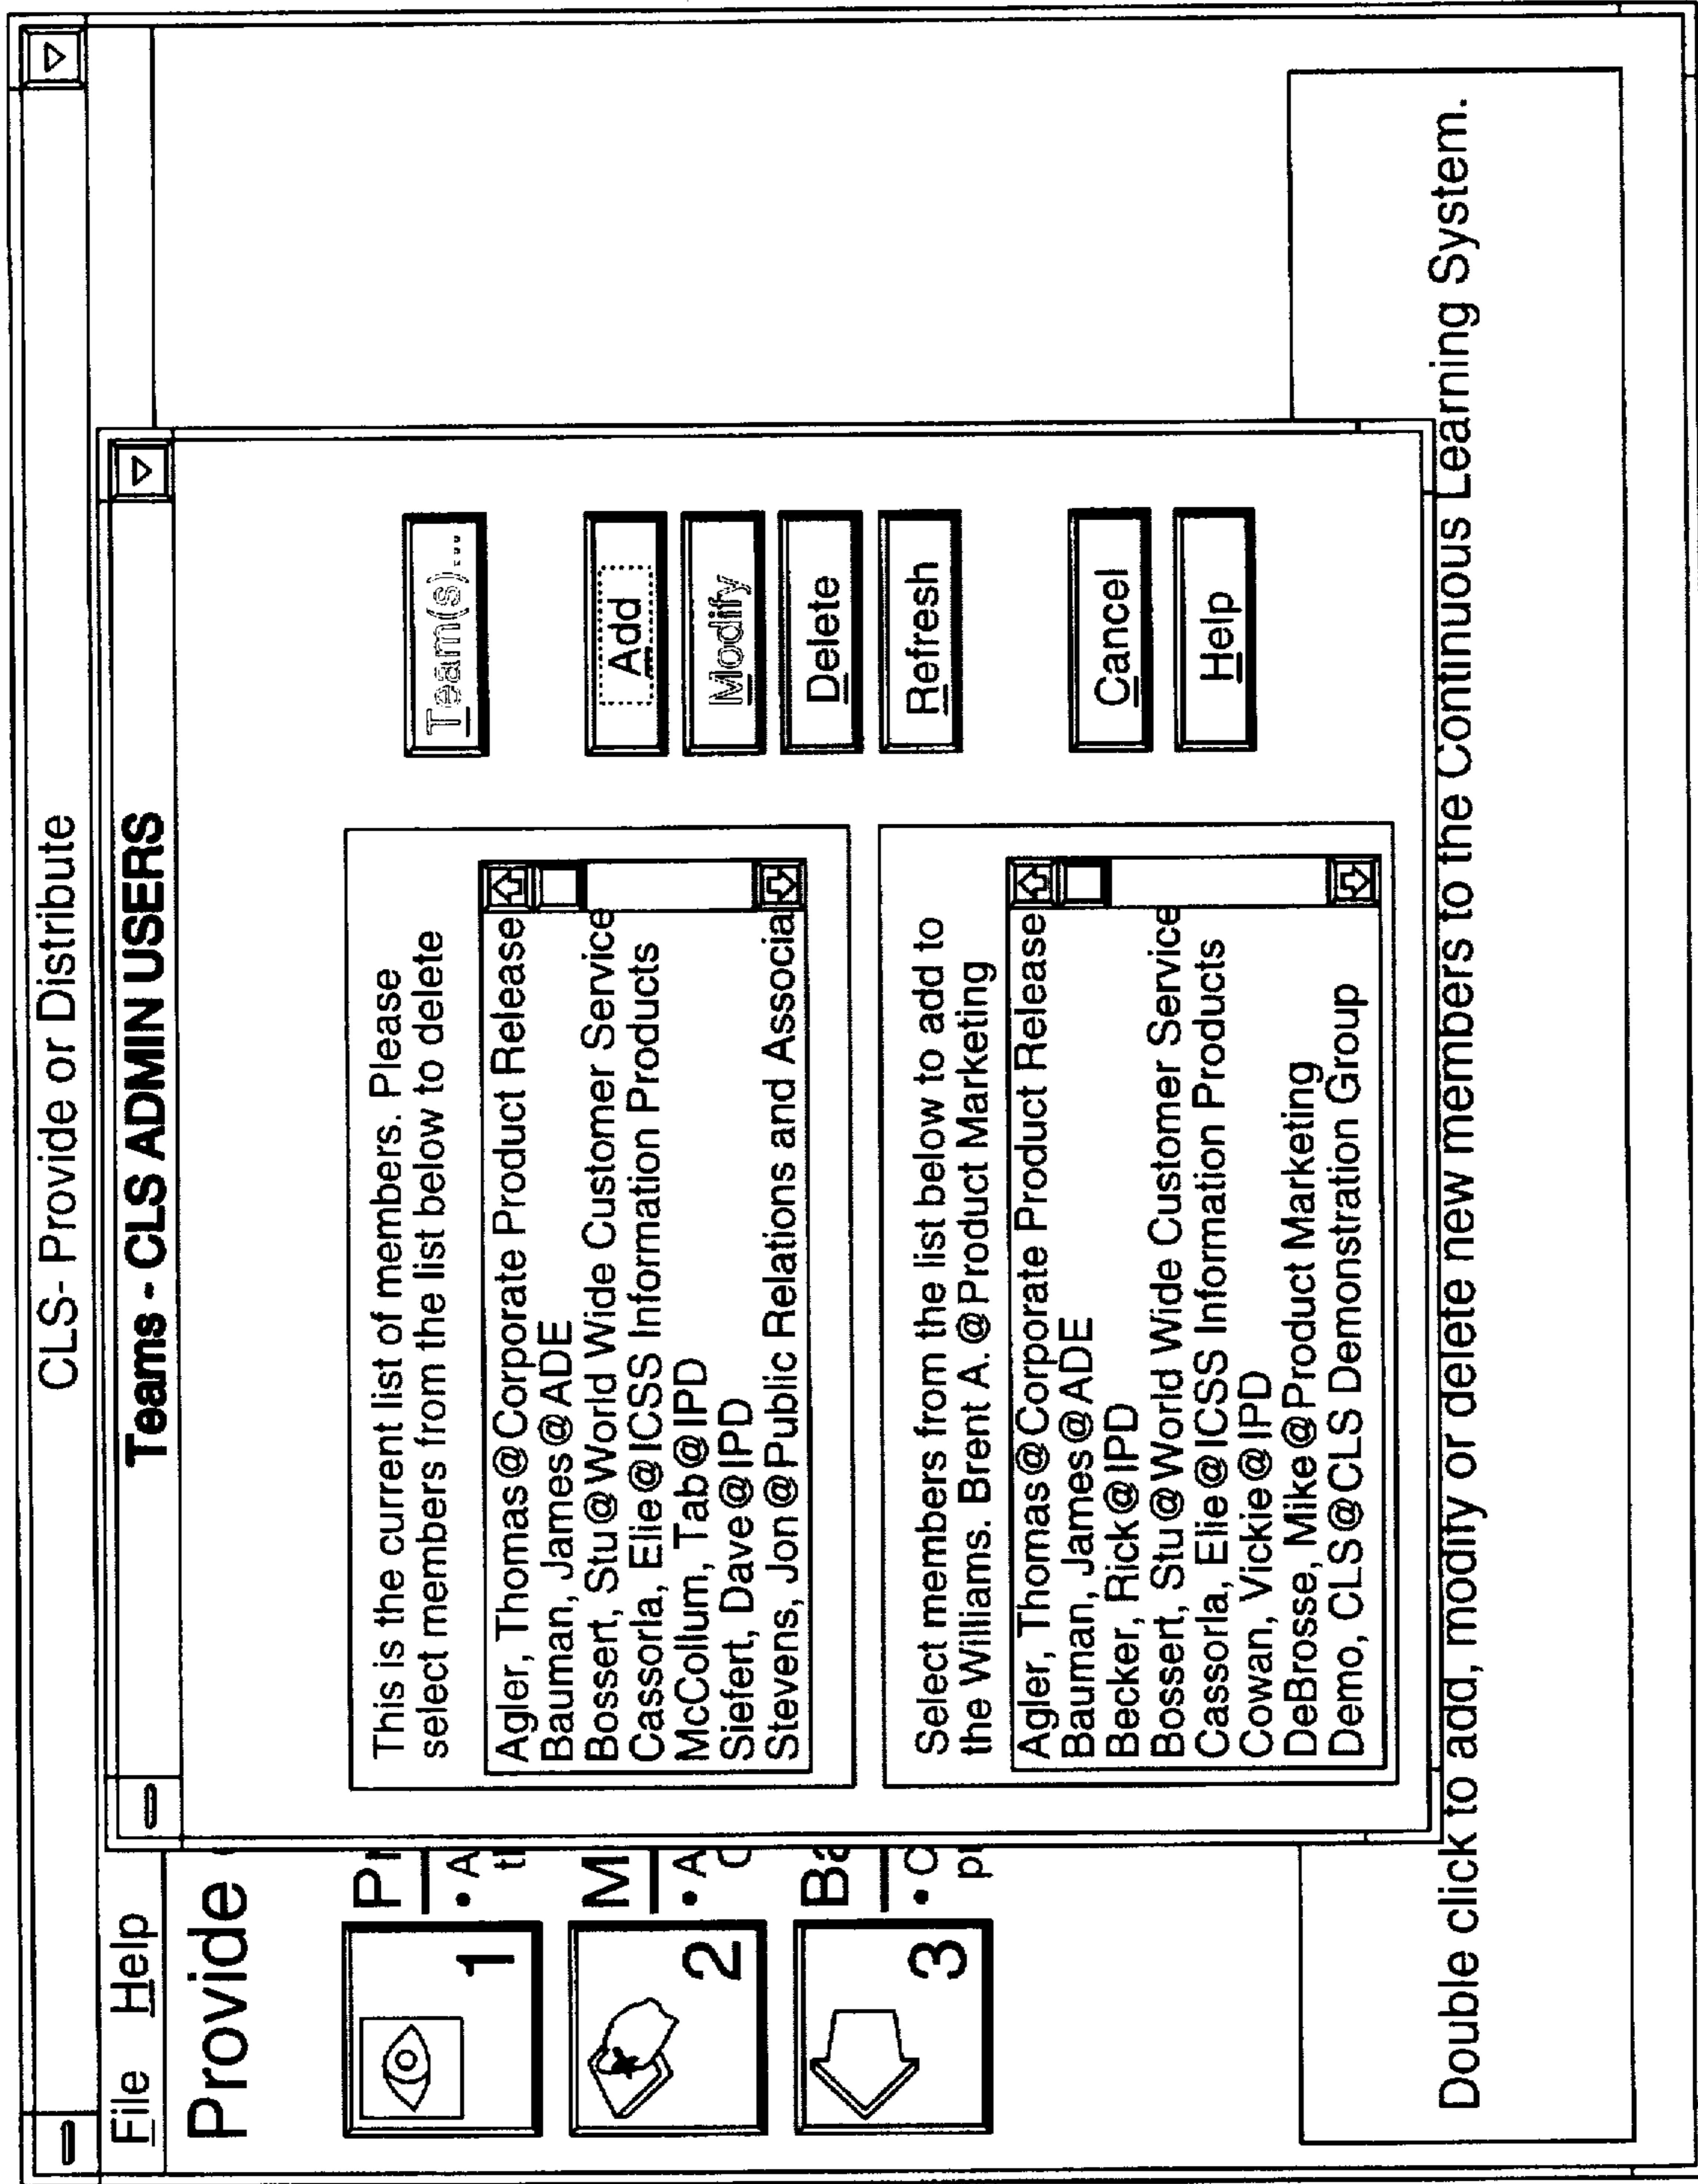 CLS- Provide or Distribute
File Help
Provide
1
2
M
• A
3
Ba
Teams - CLS ADMIN USERS
This is the current list of members. Please
select members from the list below to delete
Agler, Thomas@Corporate Product Release
Bauman, James@ADE
Bossert, Stu@World Wide Customer Service
Cassorla, Elie@ICSS Information Products
McCollum, Tab@IPD
Siefert, Dave@IPD
Stevens, Jon@Public Relations and Associa
Select members from the list below to add to
the Williams. Brent A.@Product Marketing
Agler, Thomas@Corporate Product Release
Bauman, James@ADE
Becker, Rick@IPD
Bossert, Stu@World Wide Customer Service
Cassorla, Elie@ICSS Information Products
Cowan, Vickie@IPD
DeBrosse, Mike@Product Marketing
Demo, CLS@CLS Demonstration Group
Team(s)...
Add
Modify
Delete
Refresh
Cancel
Help
Double click to add, modify or delete new members to the Continuous Learning System.